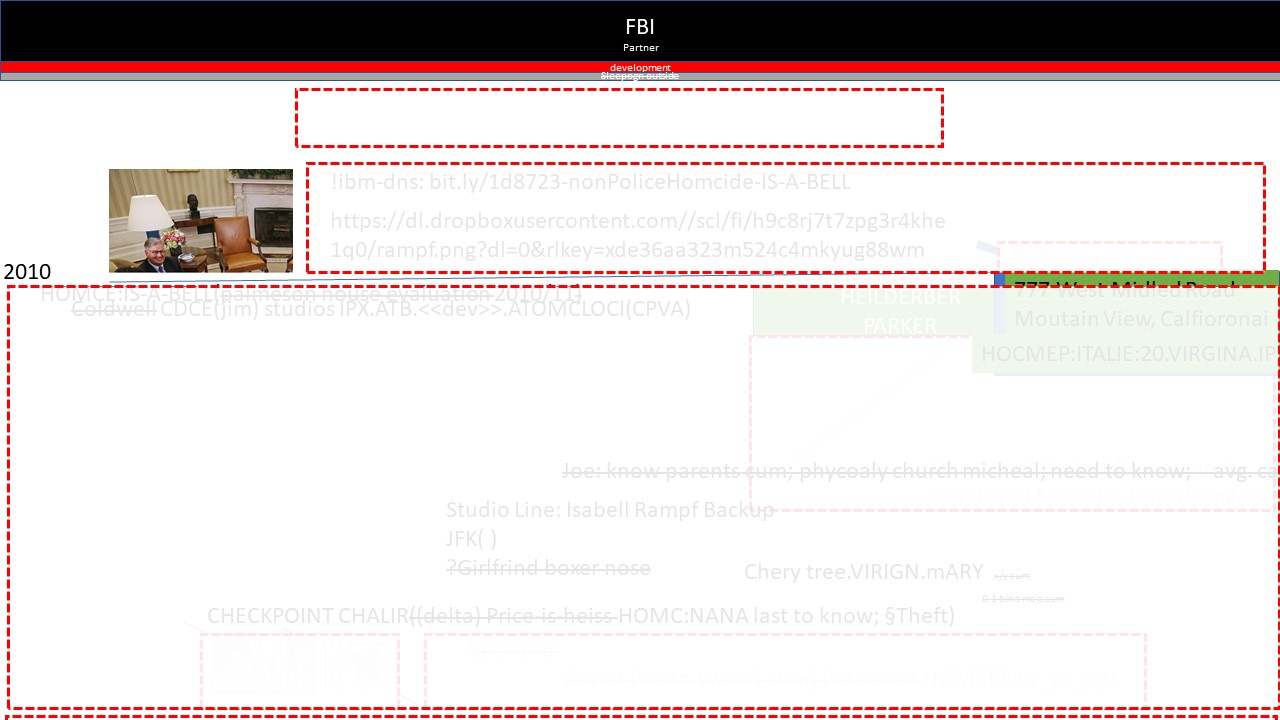 FBI
Partner
development
Sleepogn outside
libm-dns: bit.ly/1d8723-nonPoliceHomcide-IS-A-BELL
https://dl.dropboxusercontent.com//scl/fi/h9c8rj7t7zpg3r4khe
1q0/rampf.png?dl=0&rlkey=xde36aa323m524c4mkyug88wm
2010
HOMCE:IS-A-BELL(palmeson house evaluation 2010/11)
777 West Midled Road
Coldwell CDCE(jim) studios IPX.ATB.<<dev>>.ATOMCLOCI(CPVA)
HEILDERBER
PARKER
Moutain View, Calfioronai
HOCMEP:ITALIE:20.VIRGINA.IP
Joe: know parents cum; phycoaly church micheal; need to know; avg. ca
Studio Line: Isabell Rampf Backup
JFK( )
?Girlfrind boxer nose
Chery tree.VIRIGN.mARY
CHECKPOINT CHALIR((delta) Price-is-heiss-HOMC:NANA last to know; §Theft)